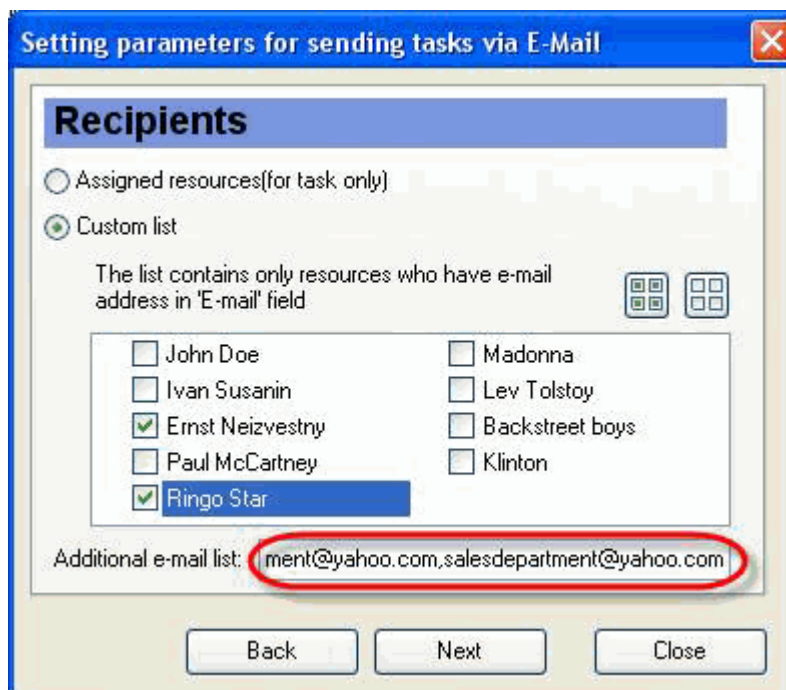 Setting parameters for sending tasks via E-Mail
Recipients
Assigned resources(for task only)
Custom list
The list contains only resources who have e-mail
address in 'E-mail' field
John Doe
Ivan Susanin
Ernst Neizvestny
Paul McCartney
Ringo Star
Madonna
Lev Tolstoy
Backstreet boys
Klinton
Additional e-mail list: ment@yahoo.com,salesdepartment@yahoo.com
Back Next Close